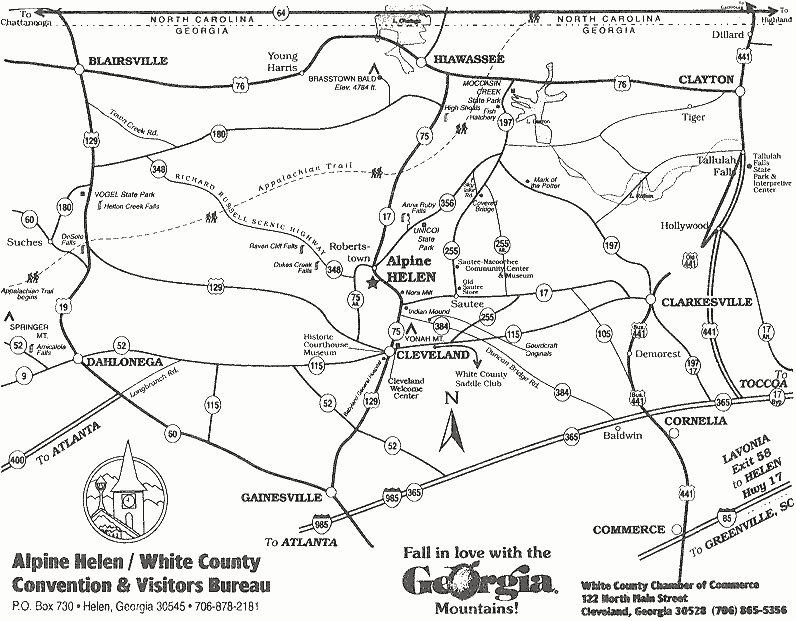 To
Chattanooga
64
NORTH CAROLINA
GEORGIA
L. Chatuge
NORTH CAROLINA
GEORGIA
To
Highland
Dillard
441
BLAIRSVILLE
Young
Harris
HIAWASSEE
76
BRASSTOWN BALD
Elev. 4784 ft.
MOCCASIN
CREEK
State Park
High Shoals
Fish
Hatchery
76
CLAYTON
Tiger
L. Burton
Town Creek Rd.
180
129
75
197
348
RICHARD RUSSELL SCENIC HIGHWAY
Appalachian Trail
Tallulah
Falls
Tallulah
Falls
State
Park &
Interpretive
Center
Mark of
the Potter
VOGEL State Park
Helton Creek Falls
180
60
Suches
DeSoto
Falls
17
Anna Ruby
Falls
356
Covered
Bridge
UNICOI
State
Park
L. Rabun
Hollywood
Raven Cliff Falls
Dukes Creek
Falls
348
Roberts-
town
Alpine
HELEN
255
255
Alt.
197
Old
441
Sautee-Nacoochee
Community Center
& Museum
Old
Sautee
Store
Sautee
Appalachian Trail
begins
129
19
75
Alt.
Nora Mill
Indian Mound
17
CLARKESVILLE
SPRINGER
MT.
Amicalola
Falls
52
52
9
DAHLONEGA
Historic
Courthouse
Museum
75
YONAH MT.
384
255
115
105
Bus.
441
441
17
Alt.
CLEVELAND
Gourdcraft
Originals
Demorest
197
17
To
TOCCOA
115
Longbranch Rd.
115
White County
Saddle Club
Duncan Bridge Rd.
Cleveland
Welcome
Center
Babyland General Hospital
129
52
N
384
Bus.
441
365
17
Byp.
CORNELIA
Baldwin
365
60
52
400
To ATLANTA
GAINESVILLE
985
365
985
To ATLANTA
441
COMMERCE
LAVONIA
Exit 58
to HELEN
Hwy 17
85
To GREENVILLE, SC
Alpine Helen / White County
Convention & Visitors Bureau
P.O. Box 730 • Helen, Georgia 30545 • 706-878-2181
Fall in love with the
Georgia.
Mountains!
White County Chamber of Commerce
122 North Main Street
Cleveland, Georgia 30528 (706) 865-5356